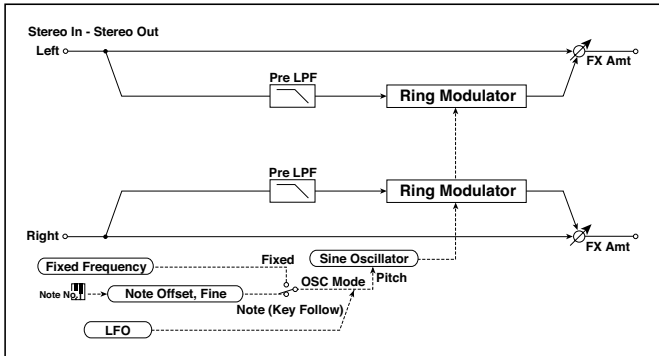 Stereo In - Stereo Out
Left
FX Amt
Pre LPF
Ring Modulator
Pre LPF
Ring Modulator
Right
FX Amt
Sine Oscillator
Fixed
Fixed Frequency
OSC Mode
Pitch
Note No.
Note Offset, Fine
Note (Key Follow)
LFO